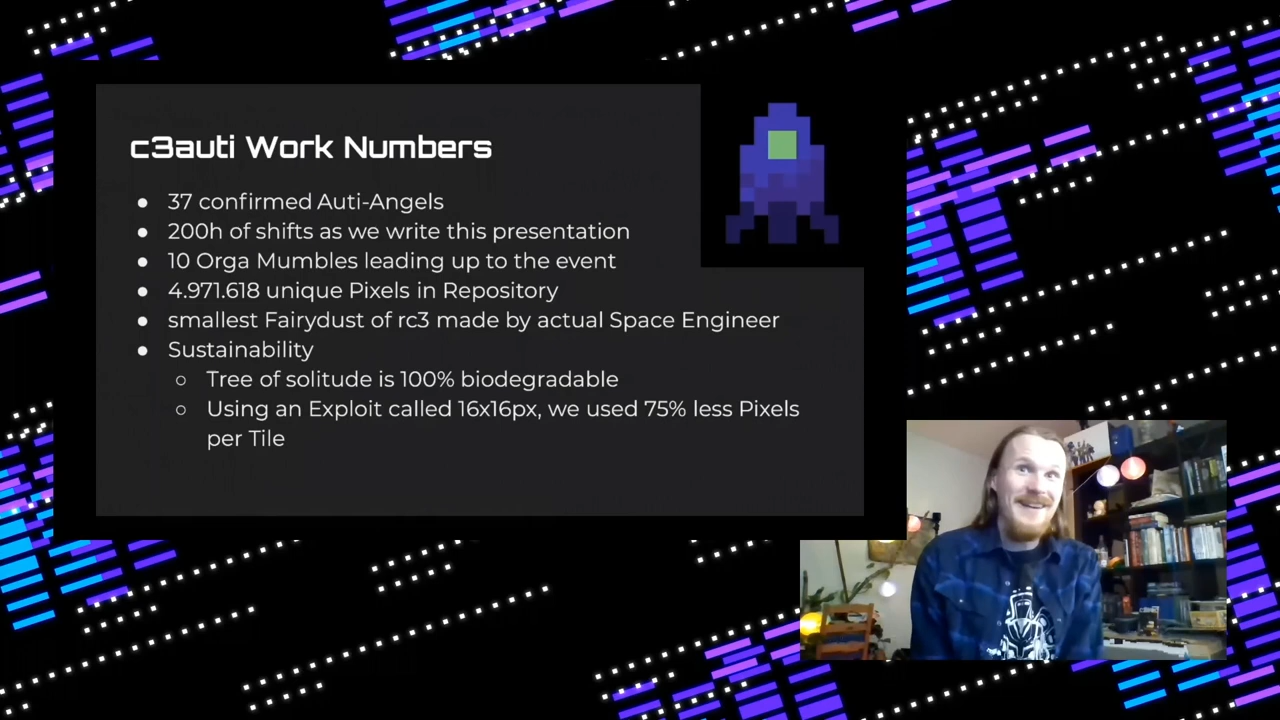 c3auti Work Numbers
37 confirmed Auti-Angels
200h of shifts as we write this presentation
10 Orga Mumbles leading up to the event
4.971.618 unique Pixels in Repository
smallest Fairydust of rc3 made by actual Space Engineer
Sustainability
Tree of solitude is 100% biodegradable
Using an Exploit called 16x16px, we used 75% less Pixels
per Tile